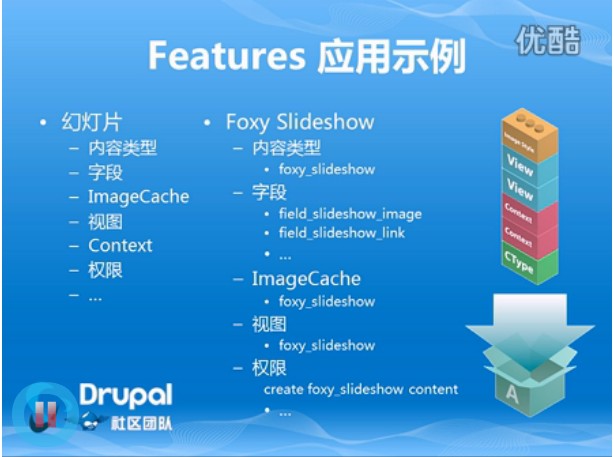 优酷
Features 应用示例
• 幻灯片
– 内容类型
– 字段
– ImageCache
– 视图
– Context
– 权限
– ...
• Foxy Slideshow
– 内容类型
• foxy_slideshow
– 字段
• field_slideshow_image
• field_slideshow_link
• ...
– ImageCache
• foxy_slideshow
– 视图
• foxy_slideshow
– 权限
create foxy_slideshow content
• ...
Image Style
View
View
Context
Context
CType
A
Drupal
社区团队